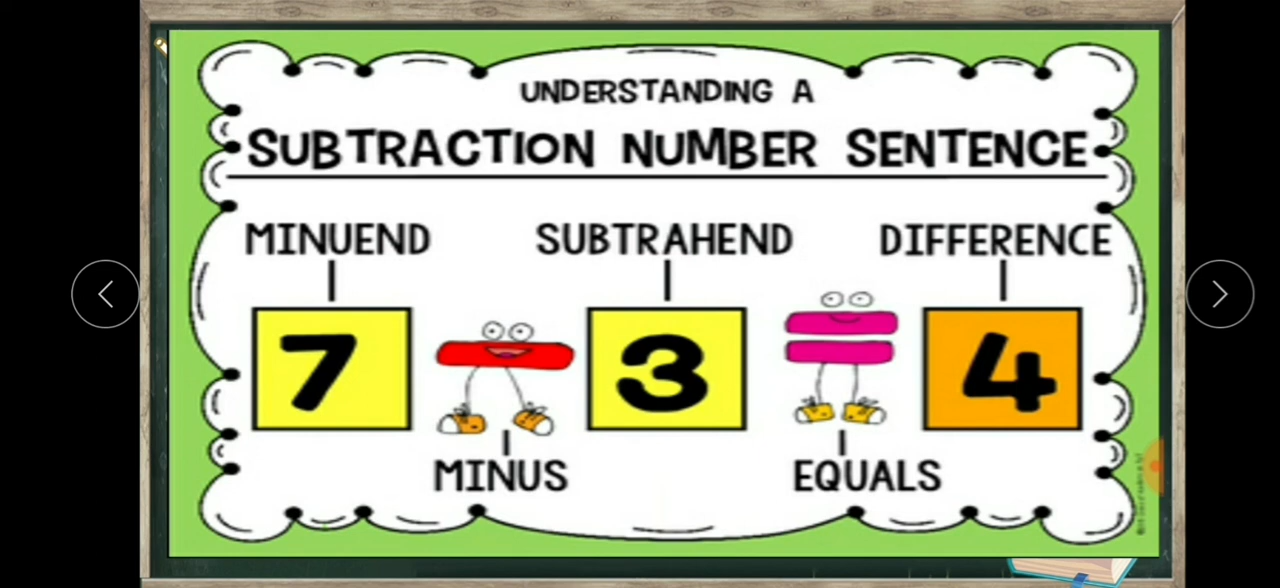 UNDERSTANDING A
SUBTRACTION NUMBER SENTENCE
MINUEND SUBTRAHEND DIFFERENCE
7 3 4
MINUS EQUALS